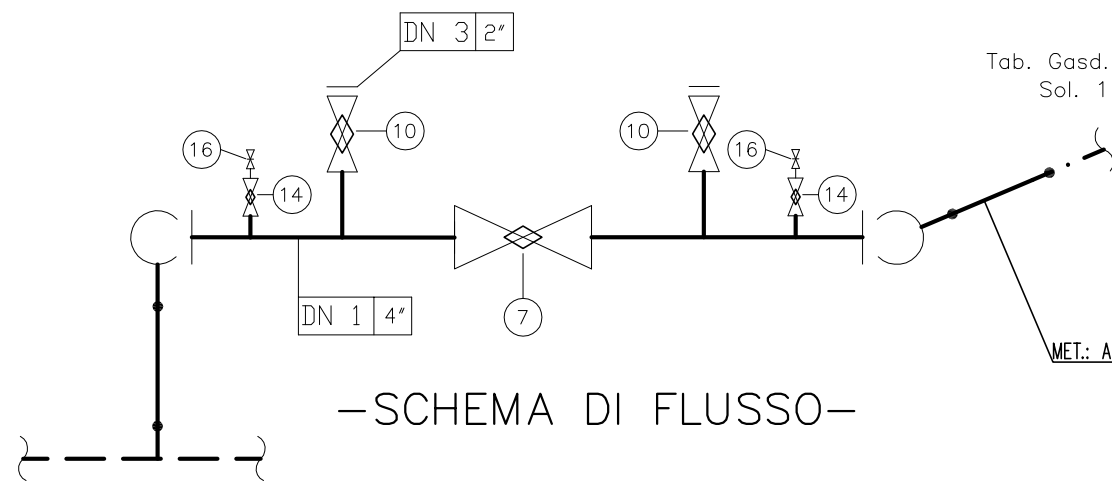 DN 3 2"
Tab. Gasd.
Sol. 1
10
10
16
16
14
14
DN 1 4"
7
MET.: A
-SCHEMA DI FLUSSO-